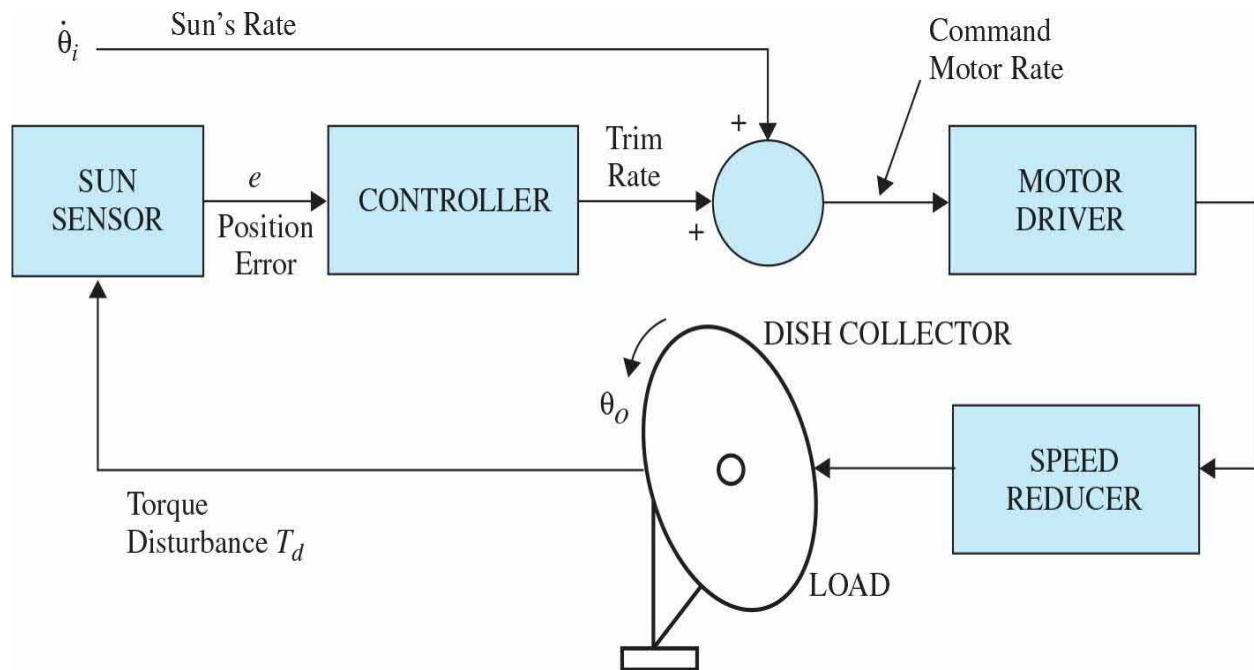 θ̇i
Sun's Rate
Command
Motor Rate
SUN
SENSOR
e
Position
Error
CONTROLLER
Trim
Rate
+
+
MOTOR
DRIVER
DISH COLLECTOR
θo
SPEED
REDUCER
Torque
Disturbance Td
LOAD